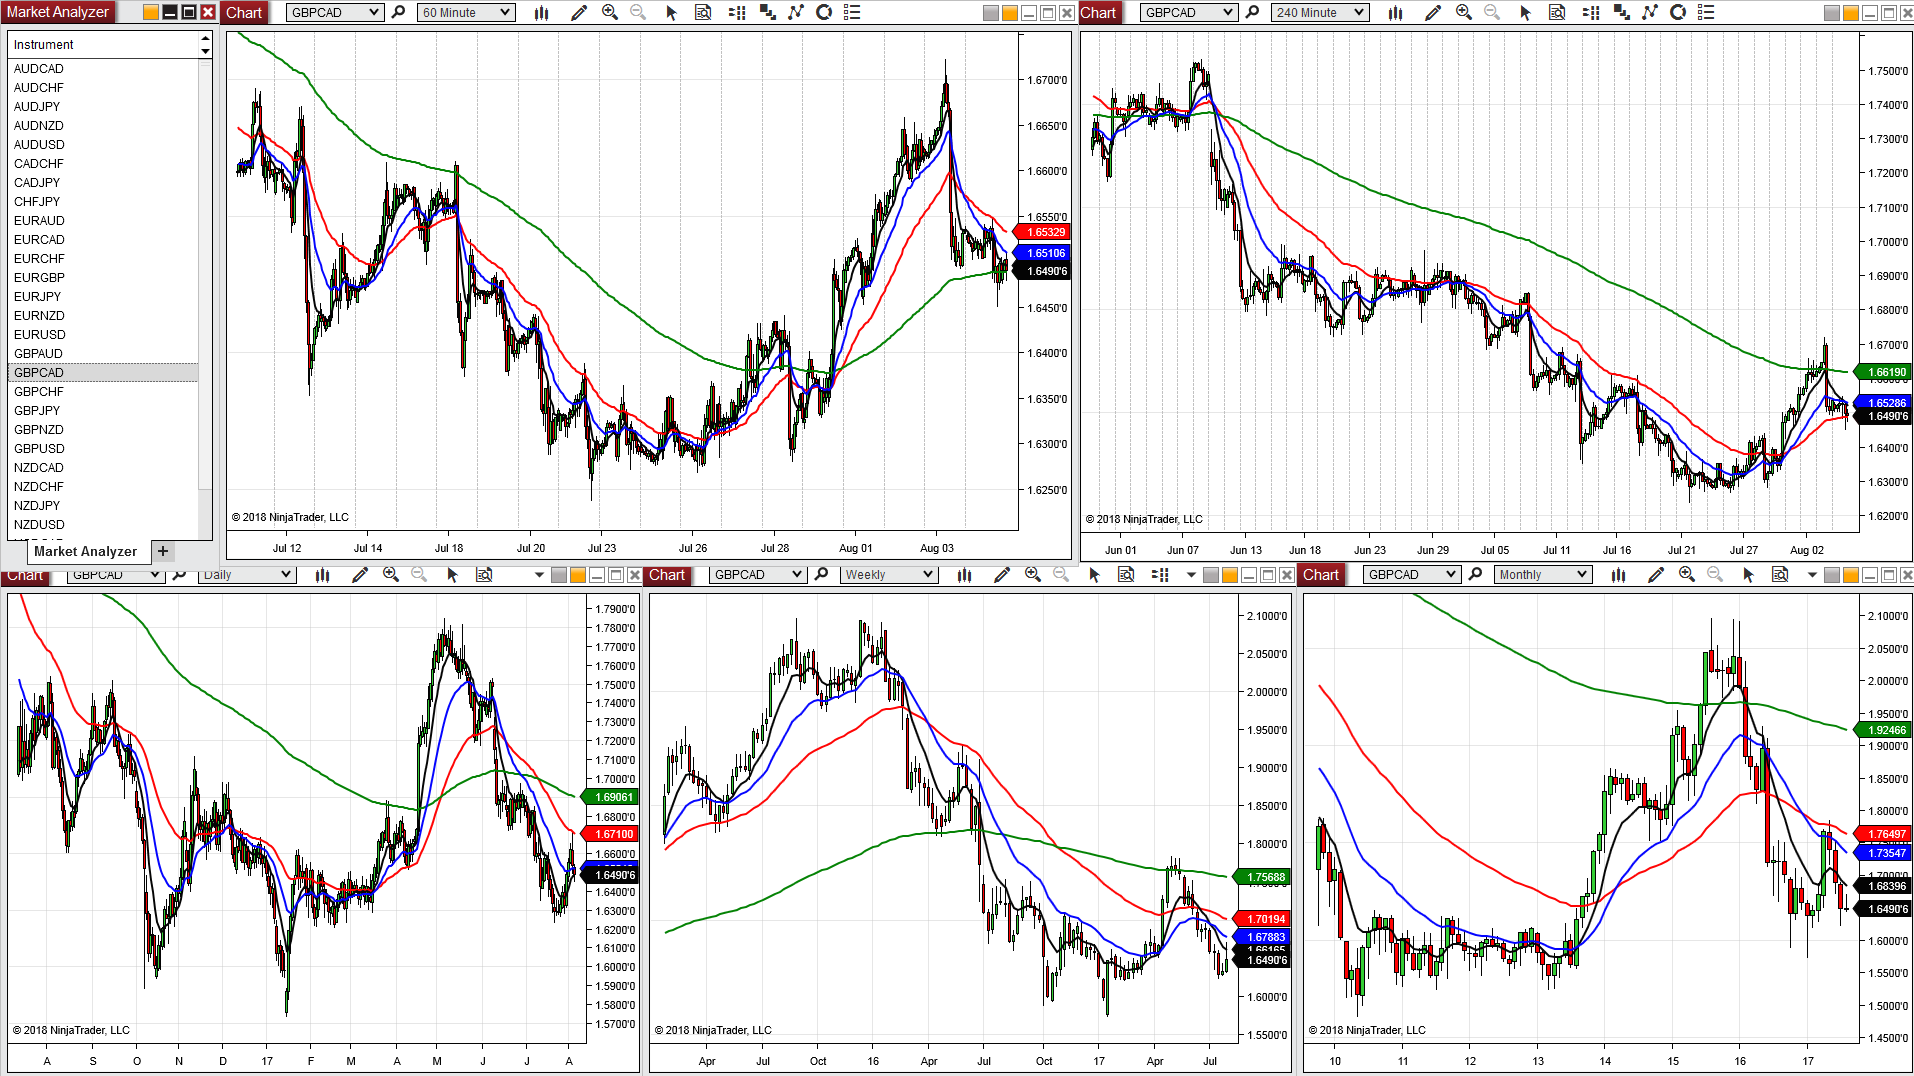 Market Analyzer
Instrument
AUDCAD
AUDCHF
AUDJPY
AUDNZD
AUDUSD
CADCHF
CADJPY
CHFJPY
EURAUD
EURCAD
EURCHF
EURGBP
EURJPY
EURNZD
EURUSD
GBPAUD
GBPCAD
GBPCHF
GBPJPY
GBPNZD
GBPUSD
NZDCAD
NZDCHF
NZDJPY
NZDUSD
Market Analyzer +
Chart GBPCAD 60 Minute
1.6700'0
1.6650'0
1.6600'0
1.6550'0
1.65329
1.65106
1.6490'6
1.6450'0
1.6400'0
1.6350'0
1.6300'0
1.6250'0
© 2018 NinjaTrader, LLC
Jul 12 Jul 14 Jul 18 Jul 20 Jul 23 Jul 26 Jul 28 Aug 01 Aug 03
Chart GBPCAD 240 Minute
1.7500'0
1.7400'0
1.7300'0
1.7200'0
1.7100'0
1.7000'0
1.6900'0
1.6800'0
1.6700'0
1.66190
1.65286
1.6490'6
1.6400'0
1.6300'0
1.6200'0
© 2018 NinjaTrader, LLC
Jun 01 Jun 07 Jun 13 Jun 18 Jun 23 Jun 29 Jul 05 Jul 11 Jul 16 Jul 21 Jul 27 Aug 02
Chart GBPCAD Daily
1.7900'0
1.7800'0
1.7700'0
1.7600'0
1.7500'0
1.7400'0
1.7300'0
1.7200'0
1.7100'0
1.7000'0
1.69061
1.6800'0
1.67100
1.6600'0
1.6490'6
1.6400'0
1.6300'0
1.6200'0
1.6100'0
1.6000'0
1.5900'0
1.5800'0
1.5700'0
© 2018 NinjaTrader, LLC
A S O N D 17 F M A M J J A
Chart GBPCAD Weekly
2.1000'0
2.0500'0
2.0000'0
1.9500'0
1.9000'0
1.8500'0
1.8000'0
1.75688
1.70194
1.67883
1.6490'6
1.6000'0
1.5500'0
© 2018 NinjaTrader, LLC
Apr Jul Oct 16 Apr Jul Oct 17 Apr Jul
Chart GBPCAD Monthly
2.1000'0
2.0500'0
2.0000'0
1.9500'0
1.92466
1.9000'0
1.8500'0
1.8000'0
1.76497
1.73547
1.68396
1.6490'6
1.6000'0
1.5500'0
1.5000'0
1.4500'0
© 2018 NinjaTrader, LLC
10 11 12 13 14 15 16 17